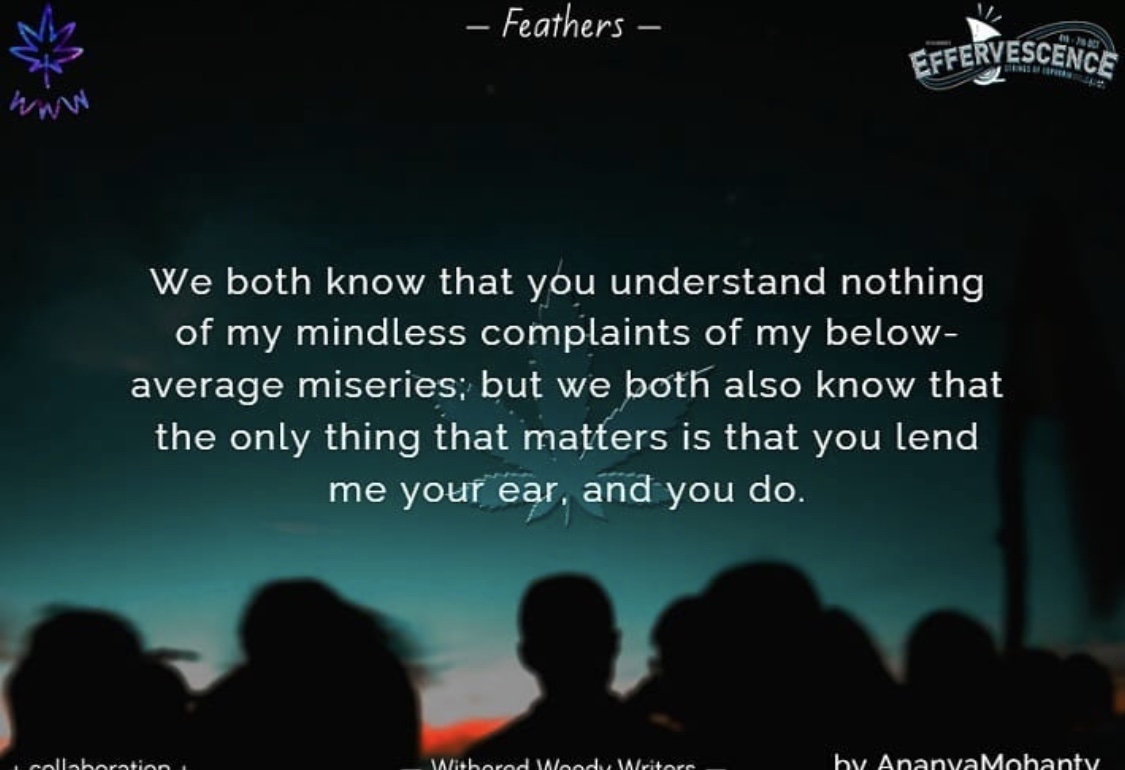 — Feathers —
WWW
EFFERVESCENCE
We both know that you understand nothing
of my mindless complaints of my below-
average miseries; but we both also know that
the only thing that matters is that you lend
me your ear, and you do.
collaboration
— Withered Weedy Writers —
by AnanyaMohanty